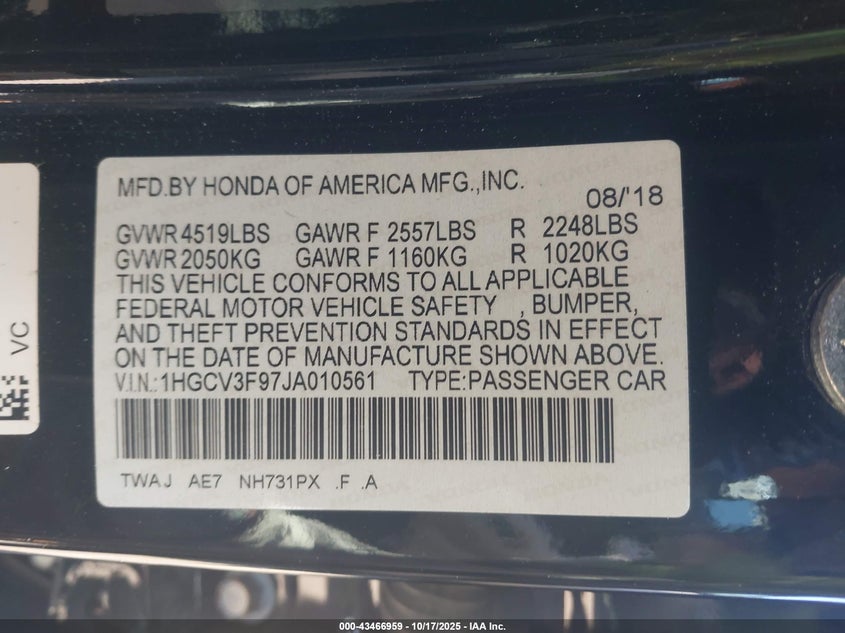 MFD.BY HONDA OF AMERICA MFG.,INC.
08/'18
GVWR 4519LBS GAWR F 2557LBS R 2248LBS
GVWR 2050KG GAWR F 1160KG R 1020KG
THIS VEHICLE CONFORMS TO ALL APPLICABLE
FEDERAL MOTOR VEHICLE SAFETY , BUMPER,
AND THEFT PREVENTION STANDARDS IN EFFECT
ON THE DATE OF MANUFACTURE SHOWN ABOVE.
V.I.N.:1HGCV3F97JA010561 TYPE:PASSENGER CAR
TWAJ AE7 NH731PX .F .A
VC
000-43466959 - 10/17/2025 - IAA Inc.